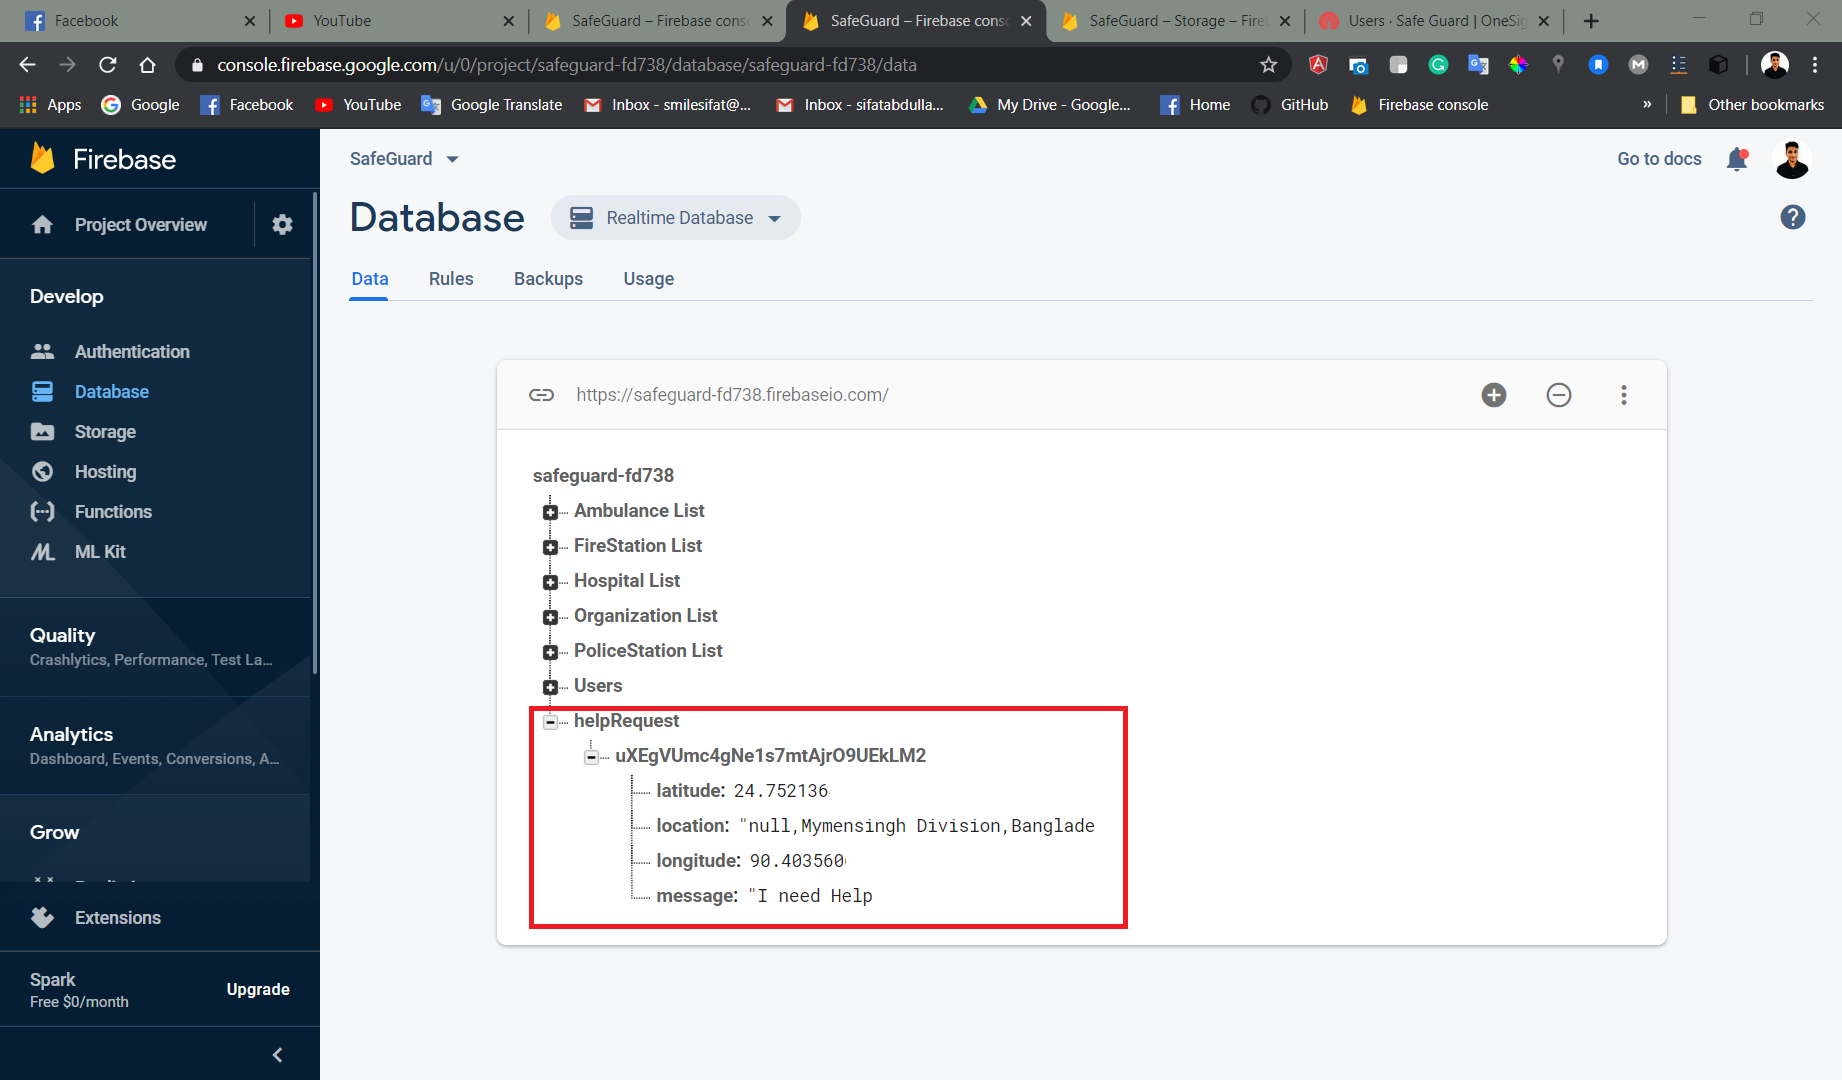 Facebook
YouTube
SafeGuard – Firebase cons
SafeGuard – Firebase cons
SafeGuard – Storage – Fire
Users · Safe Guard | OneSig
console.firebase.google.com/u/0/project/safeguard-fd738/database/safeguard-fd738/data
Apps
Google
Facebook
YouTube
Google Translate
Inbox - smilesifat@...
Inbox - sifatabdulla...
My Drive - Google...
Home
GitHub
Firebase console
»
Other bookmarks
Firebase
Project Overview
Develop
Authentication
Database
Storage
Hosting
Functions
ML Kit
Quality
Crashlytics, Performance, Test La...
Analytics
Dashboard, Events, Conversions, A...
Grow
Extensions
Spark
Free $0/month
Upgrade
SafeGuard
Go to docs
Database
Realtime Database
Data
Rules
Backups
Usage
https://safeguard-fd738.firebaseio.com/
safeguard-fd738
Ambulance List
FireStation List
Hospital List
Organization List
PoliceStation List
Users
helpRequest
uXEgVUmc4gNe1s7mtAjrO9UEkLM2
latitude: 24.752136
location: "null,Mymensingh Division,Banglade
longitude: 90.403560
message: "I need Help